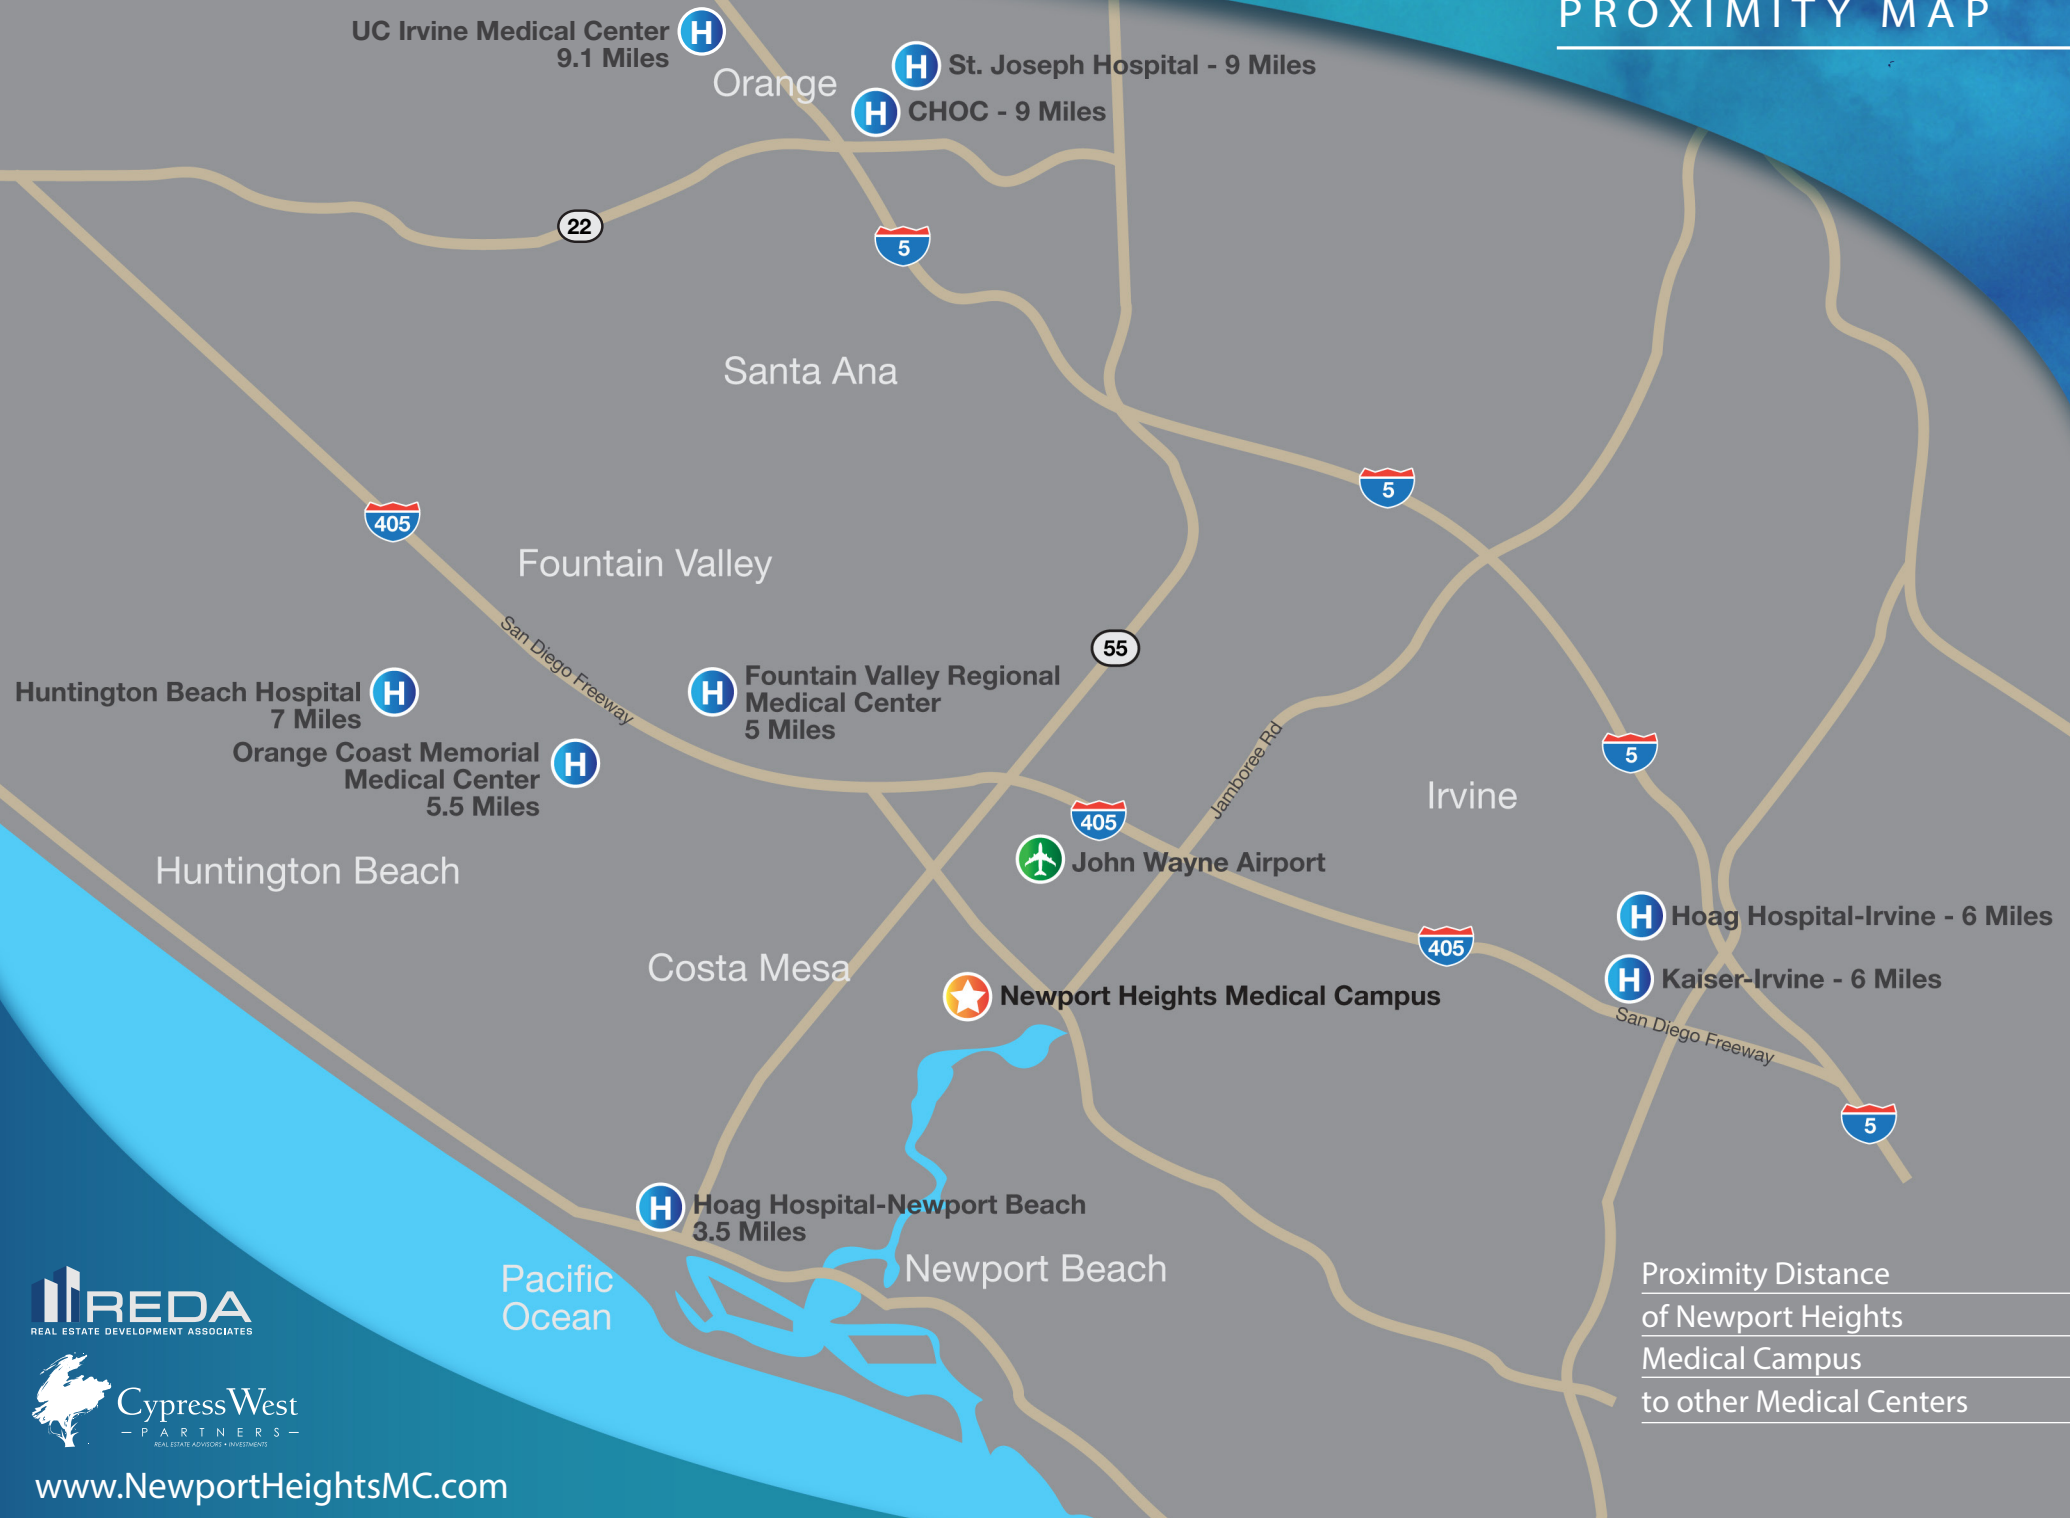 PROXIMITY MAP
UC Irvine Medical Center
9.1 Miles
H
Orange
H
St. Joseph Hospital - 9 Miles
H
CHOC - 9 Miles
22
5
Santa Ana
5
405
Fountain Valley
San Diego Freeway
55
Huntington Beach Hospital
7 Miles
H
H
Fountain Valley Regional
Medical Center
5 Miles
Orange Coast Memorial
Medical Center
5.5 Miles
H
Jamboree Rd
5
Irvine
405
John Wayne Airport
Huntington Beach
H
Hoag Hospital-Irvine - 6 Miles
405
Costa Mesa
H
Kaiser-Irvine - 6 Miles
Newport Heights Medical Campus
San Diego Freeway
5
H
Hoag Hospital-Newport Beach
3.5 Miles
Newport Beach
Pacific
Ocean
Proximity Distance
of Newport Heights
Medical Campus
to other Medical Centers
REDA
REAL ESTATE DEVELOPMENT ASSOCIATES
CypressWest
PARTNERS
REAL ESTATE ADVISORS • INVESTMENTS
www.NewportHeightsMC.com